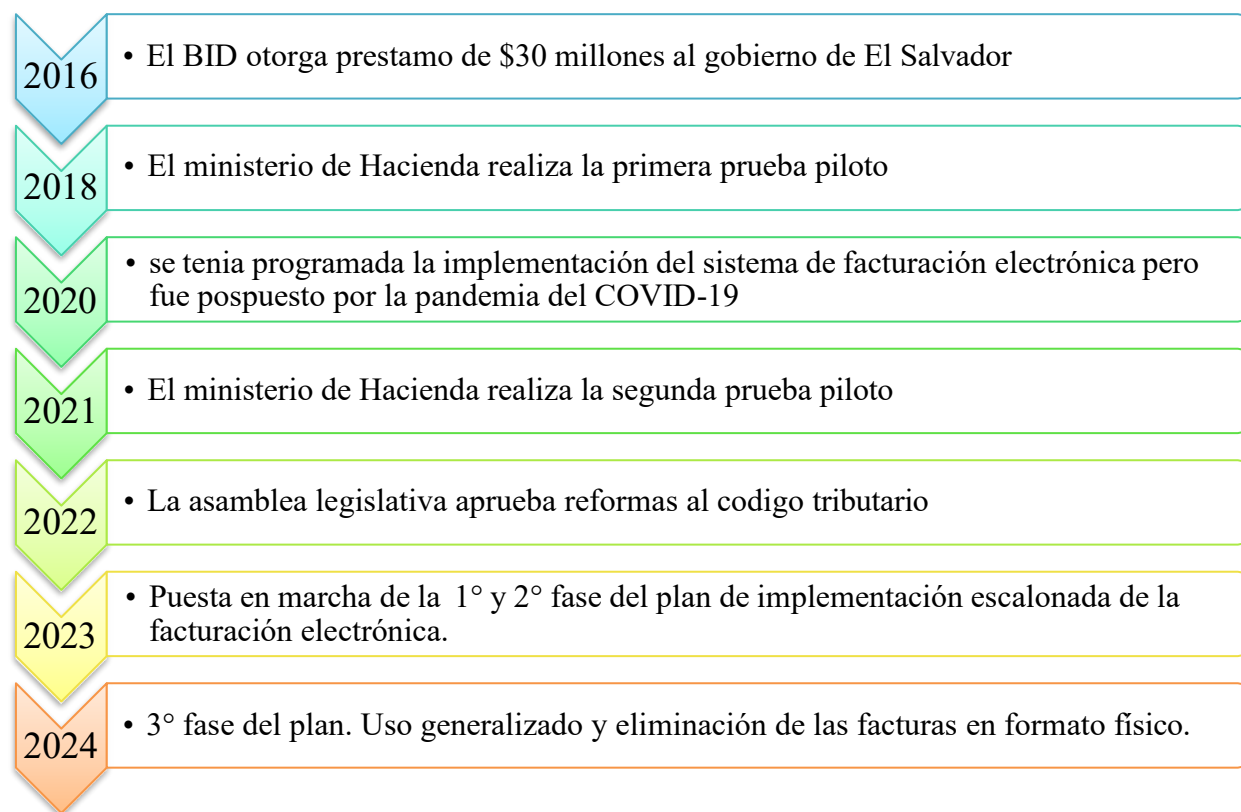 2016
• El BID otorga prestamo de $30 millones al gobierno de El Salvador
2018
• El ministerio de Hacienda realiza la primera prueba piloto
2020
• se tenia programada la implementación del sistema de facturación electrónica pero
fue pospuesto por la pandemia del COVID-19
2021
• El ministerio de Hacienda realiza la segunda prueba piloto
2022
• La asamblea legislativa aprueba reformas al codigo tributario
2023
• Puesta en marcha de la 1° y 2° fase del plan de implementación escalonada de la
facturación electrónica.
2024
• 3° fase del plan. Uso generalizado y eliminación de las facturas en formato físico.